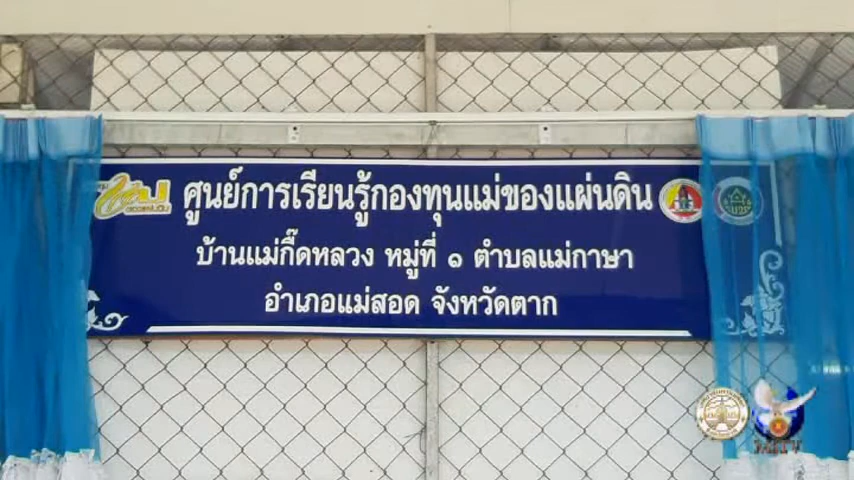 ศูนย์การเรียนรู้กองทุนแม่ของแผ่นดิน
บ้านแม่กื๊ดหลวง หมู่ที่ ๑ ตำบลแม่กาษา
อำเภอแม่สอด จังหวัดตาก